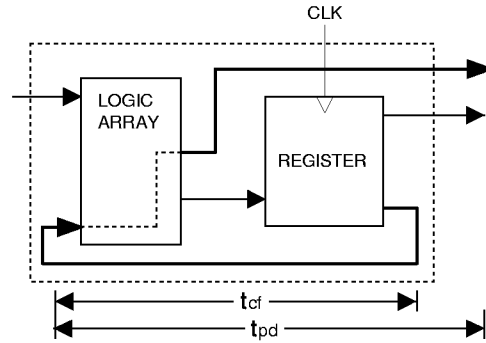 CLK
LOGIC
ARRAY
REGISTER
tcf
tpd